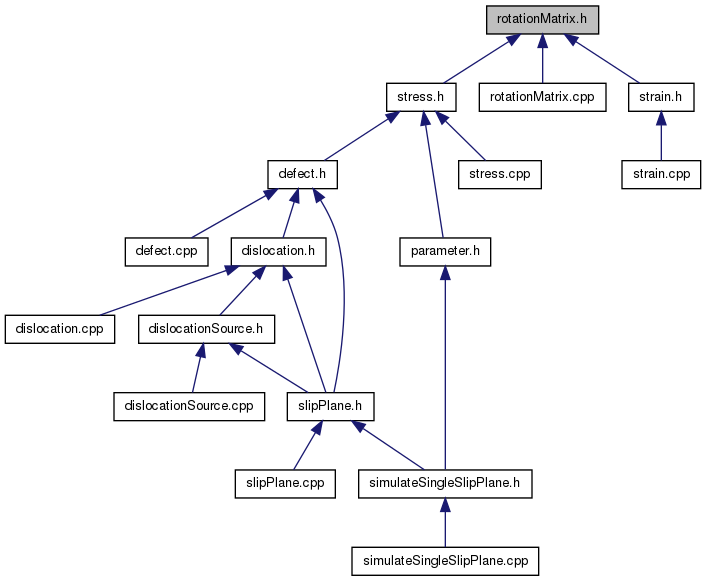 rotationMatrix.h
stress.h
rotationMatrix.cpp
strain.h
defect.h
stress.cpp
strain.cpp
defect.cpp
dislocation.h
parameter.h
dislocation.cpp
dislocationSource.h
dislocationSource.cpp
slipPlane.h
slipPlane.cpp
simulateSingleSlipPlane.h
simulateSingleSlipPlane.cpp